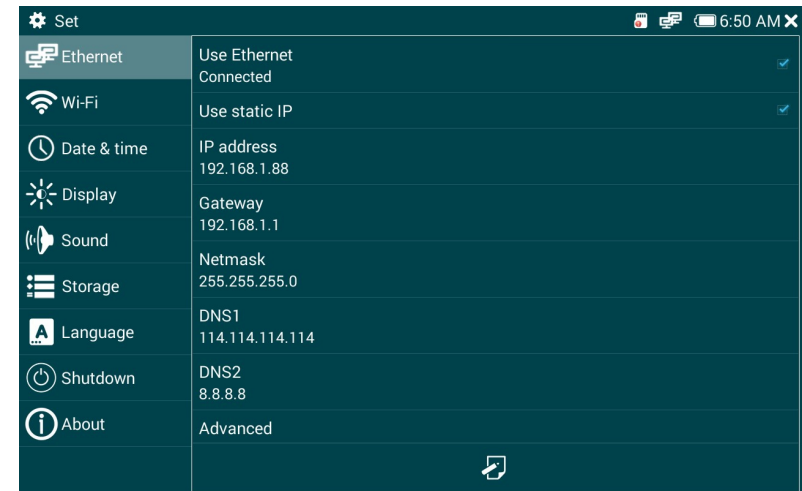 Set
6:50 AM
Ethernet
Wi-Fi
Date & time
Display
Sound
Storage
A Language
Shutdown
About
Use Ethernet
Connected
Use static IP
IP address
192.168.1.88
Gateway
192.168.1.1
Netmask
255.255.255.0
DNS1
114.114.114.114
DNS2
8.8.8.8
Advanced